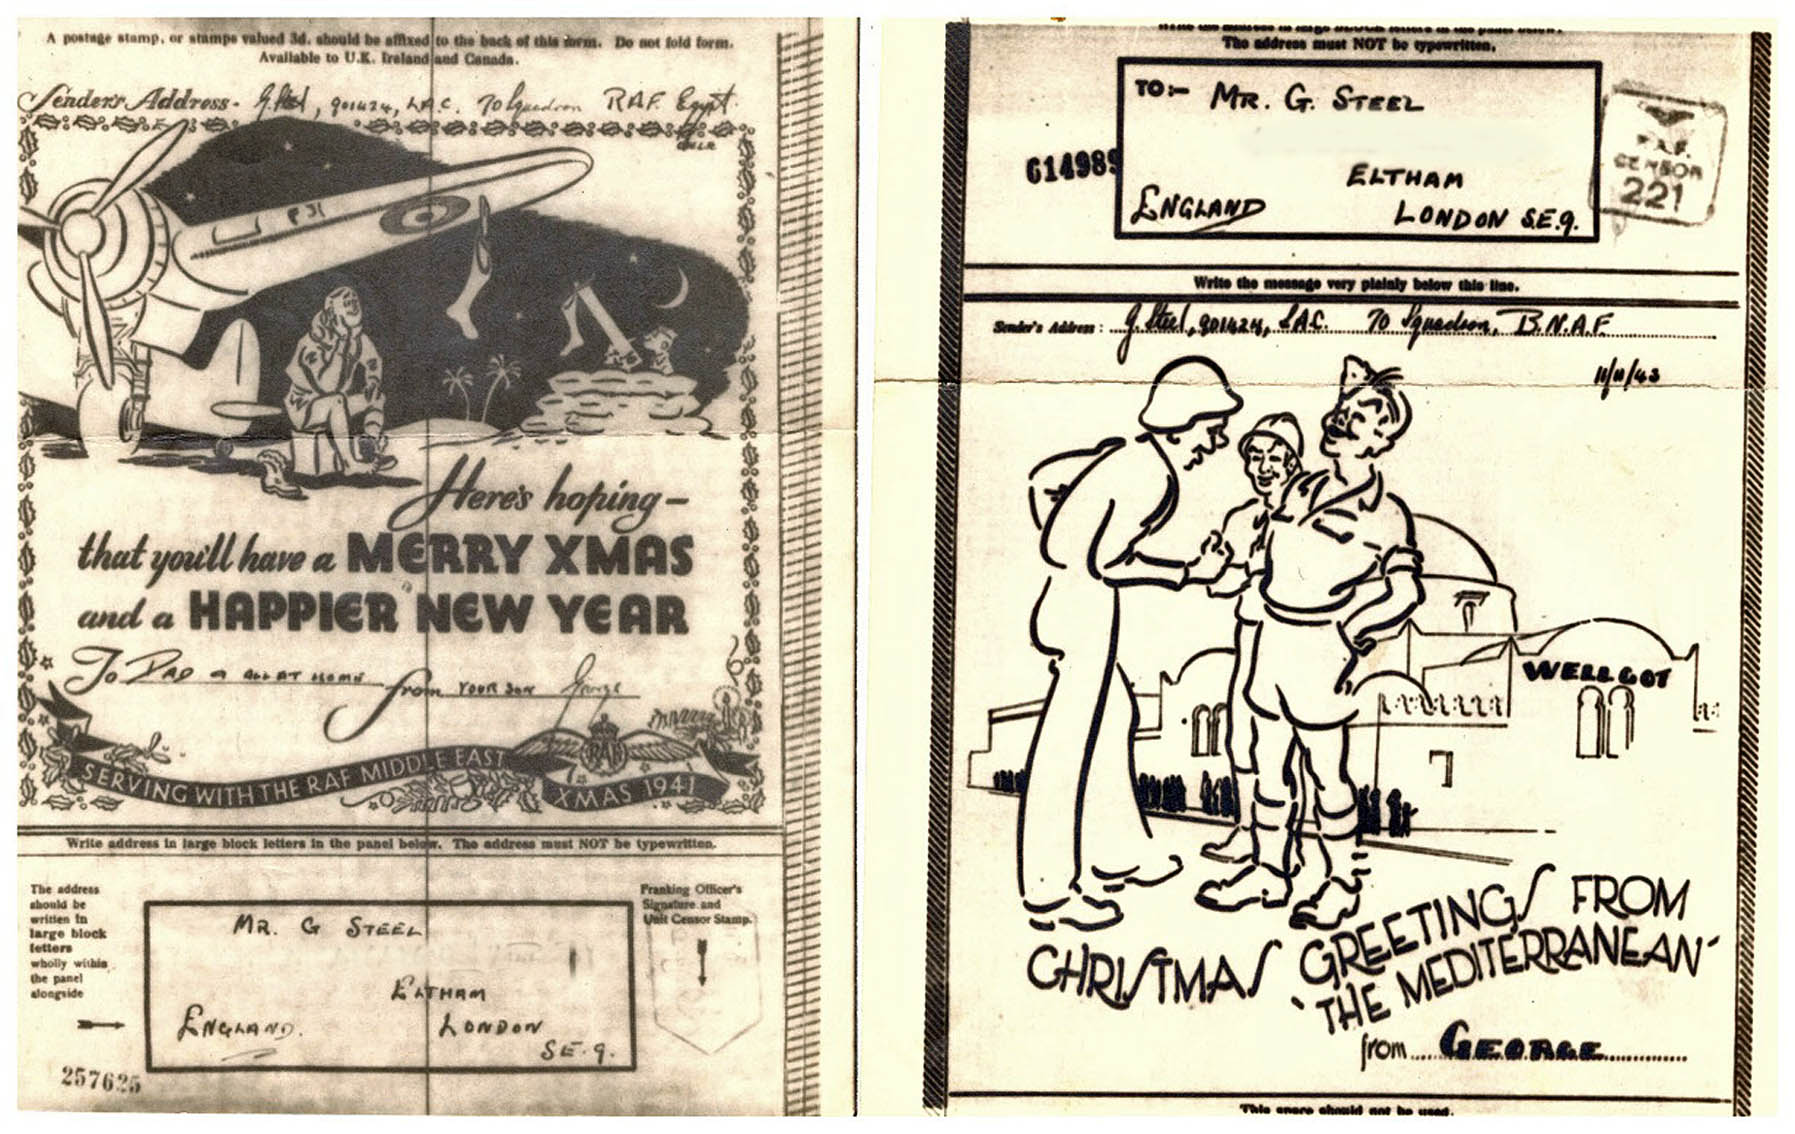 A postage stamp, or stamps valued 3d. should be affixed to the back of this form. Do not fold form.
Available to U.K. Ireland and Canada.
Sender's Address - G. Steel, 901424, LAC. 70 Squadron RAF. Egypt.
P 31
Here's hoping -
that you'll have a MERRY XMAS
and a HAPPIER NEW YEAR
To DAD & ALL AT HOME from YOUR SON George
SERVING WITH THE RAF MIDDLE EAST
RAF
XMAS 1941
Write address in large block letters in the panel below. The address must NOT be typewritten.
The address
should be
written in
large block
letters
wholly within
the panel
alongside
MR. G STEEL
ELTHAM
ENGLAND. LONDON
S.E.9.
Franking Officer's
Signature and
Unit Censor Stamp.
257625
The address must NOT be typewritten.
TO:- MR. G. STEEL
ELTHAM
ENGLAND LONDON S.E.9.
614989
R.A.F.
CENSOR
221
Write the message very plainly below this line.
Sender's Address: G. Steel, 901424, LAC. 70 Squadron, B.N.A.F
11/11/43
WELLGOT
CHRISTMAS GREETINGS FROM
'THE MEDITERRANEAN'
from GEORGE
This space should not be used.